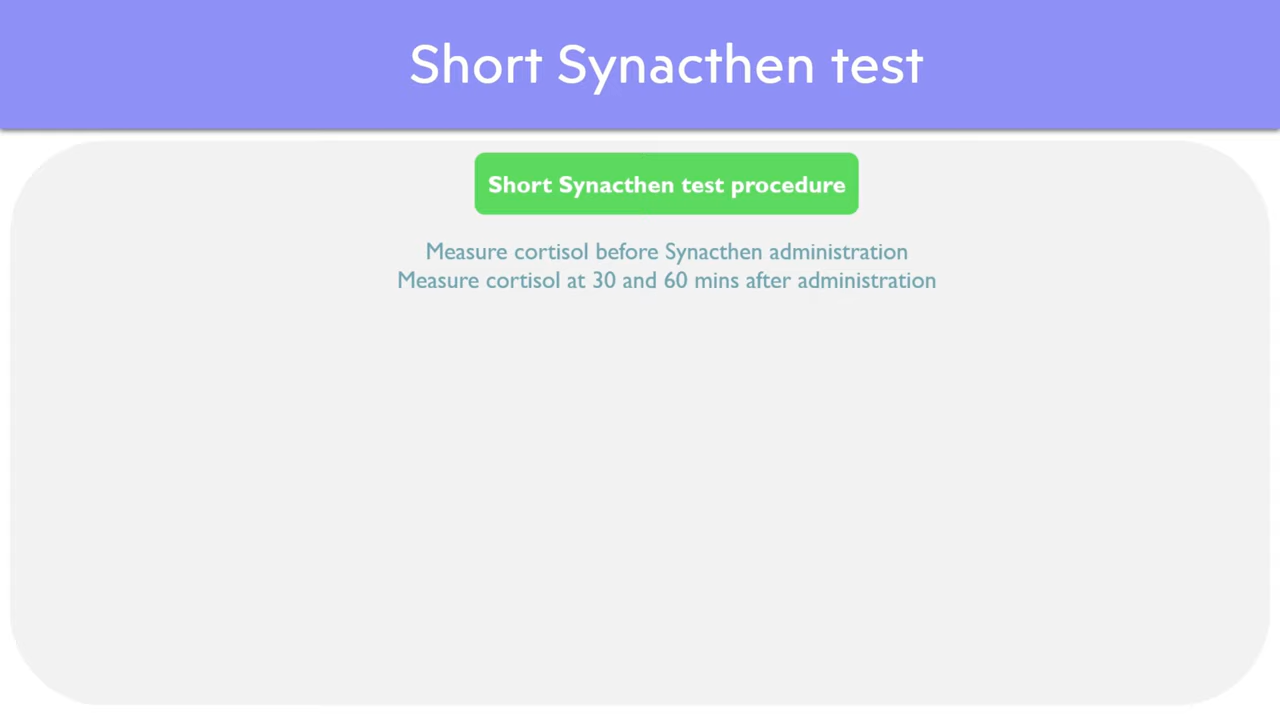 Short Synacthen test
Short Synacthen test procedure
Measure cortisol before Synacthen administration
Measure cortisol at 30 and 60 mins after administration